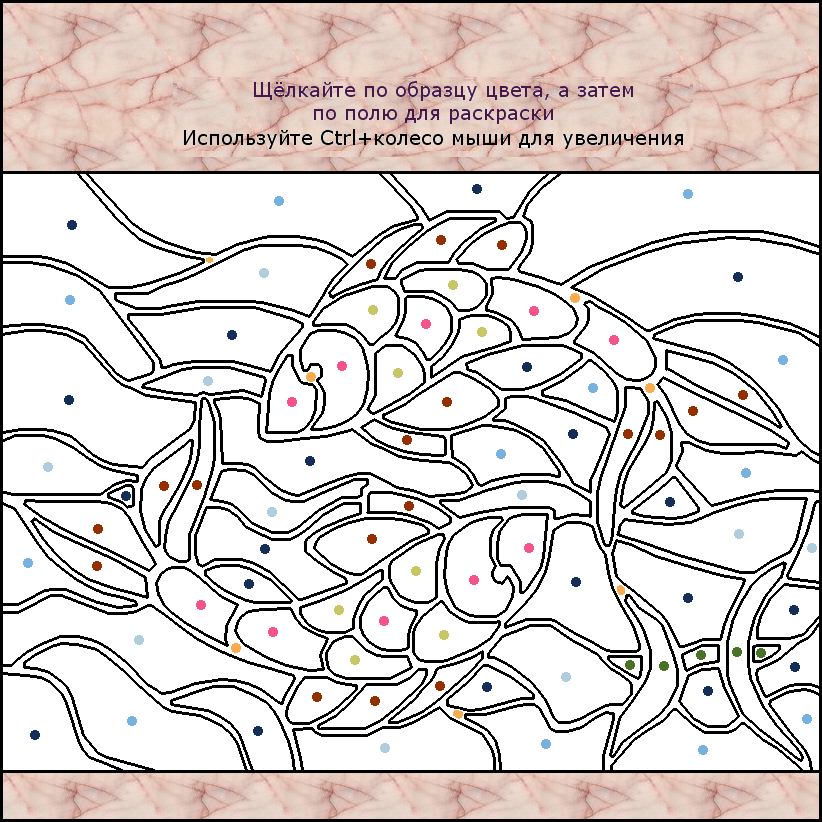 Щёлкайте по образцу цвета, а затем
по полю для раскраски
Используйте Ctrl+колесо мыши для увеличения